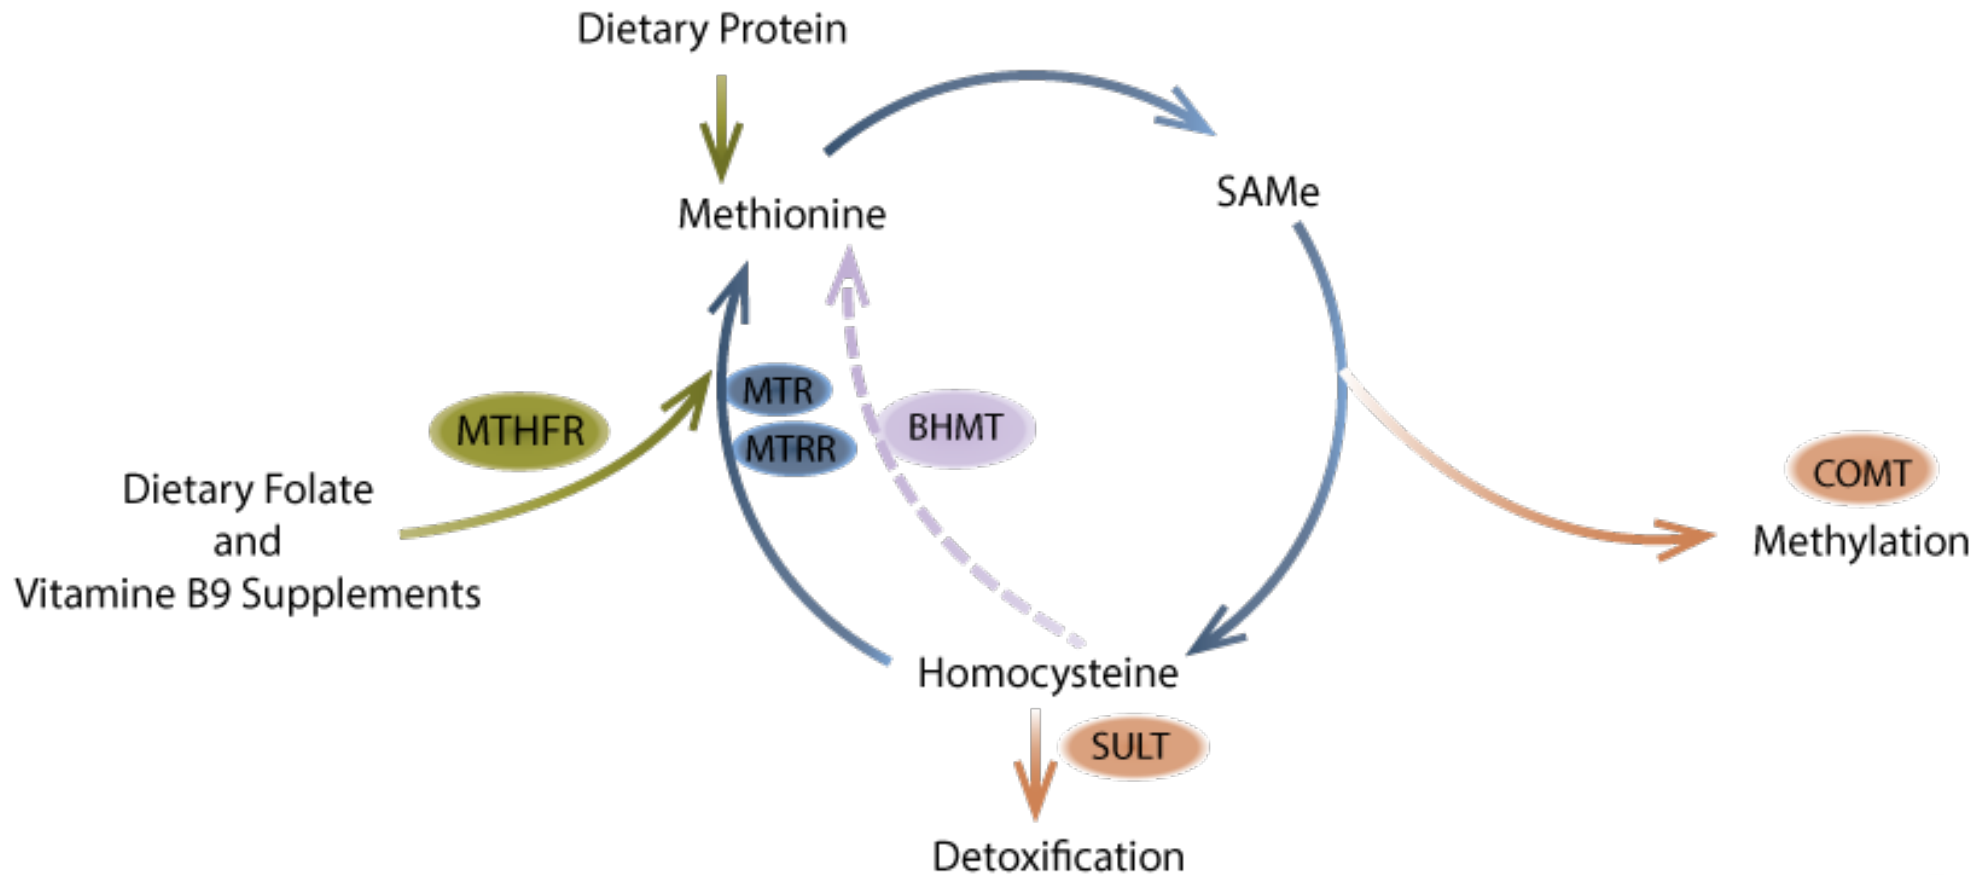 Dietary Protein
SAMe
Methionine
MTR
MTHFR
BHMT
MTRR
COMT
Dietary Folate
and
Vitamine B9 Supplements
Methylation
Homocysteine
SULT
Detoxification